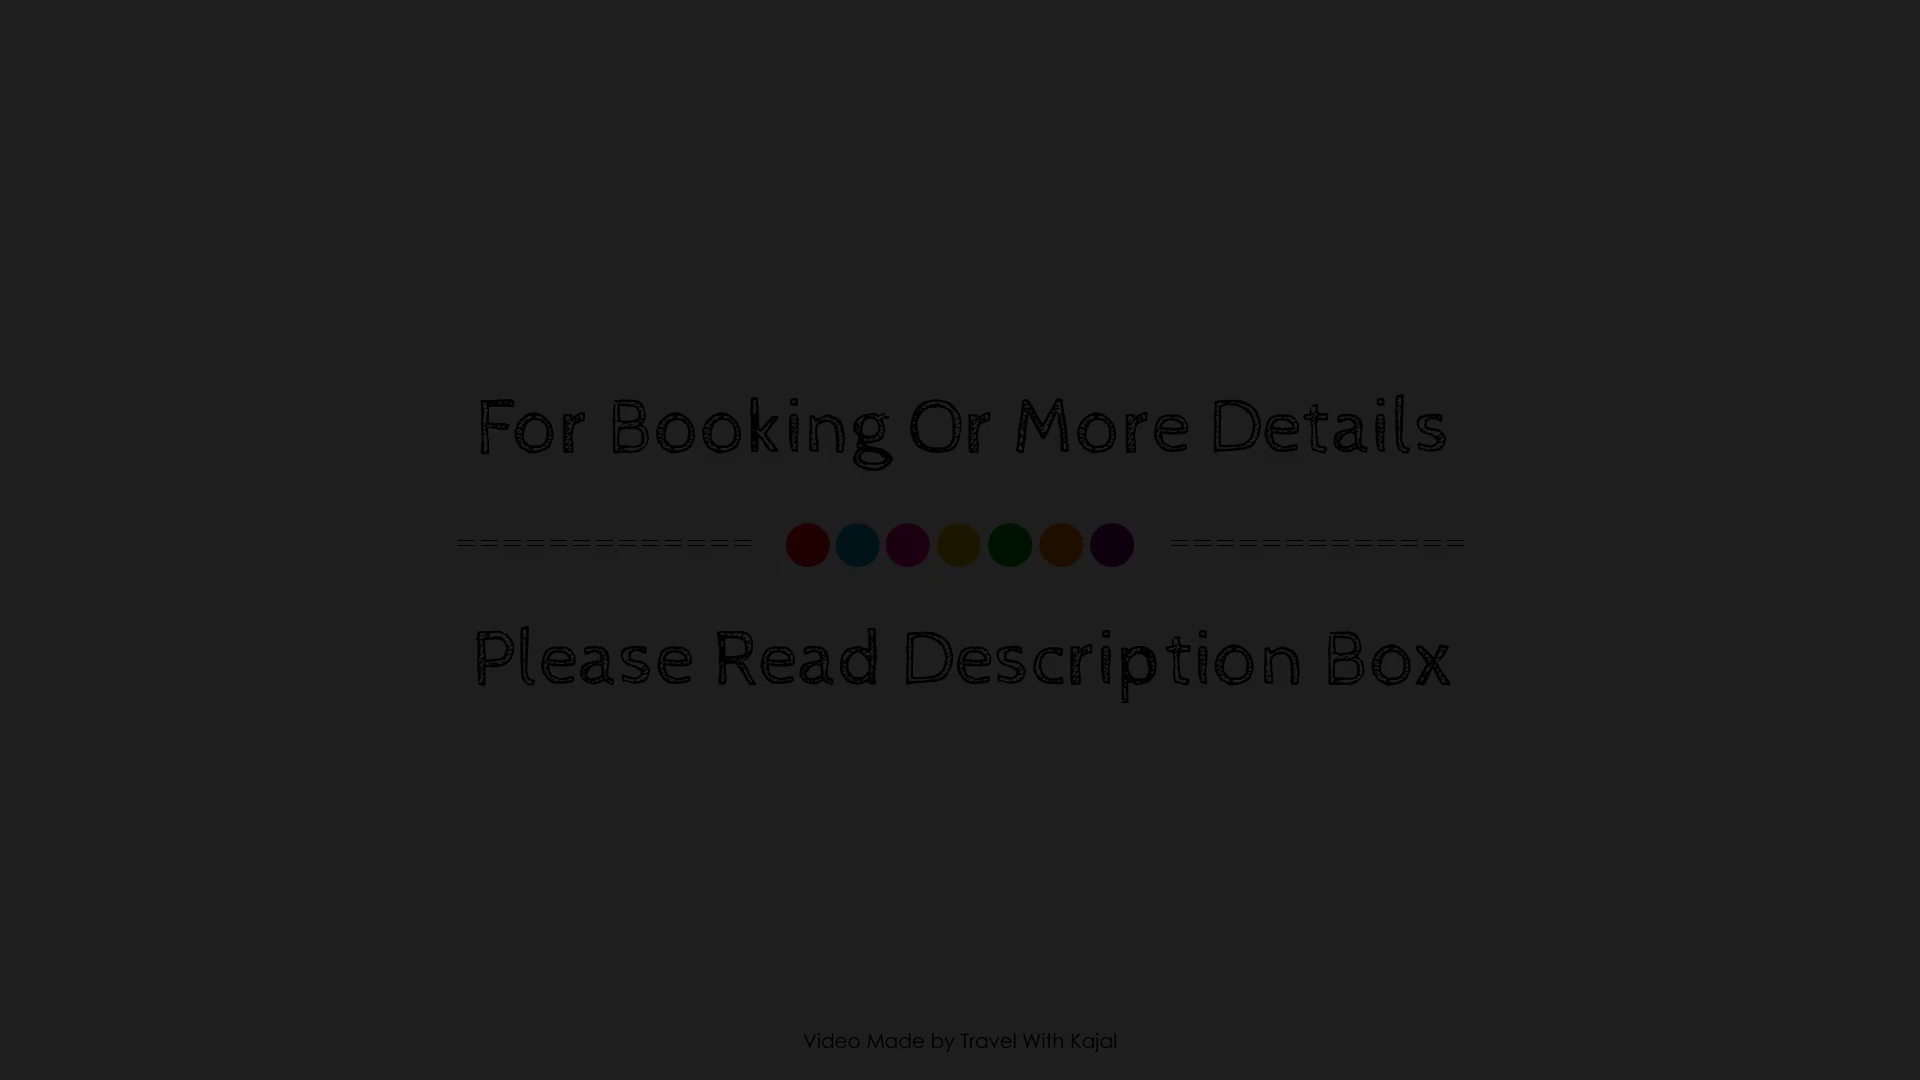 For Booking Or More Details
============= =============
Please Read Description Box
Video Made by Travel With Kajal